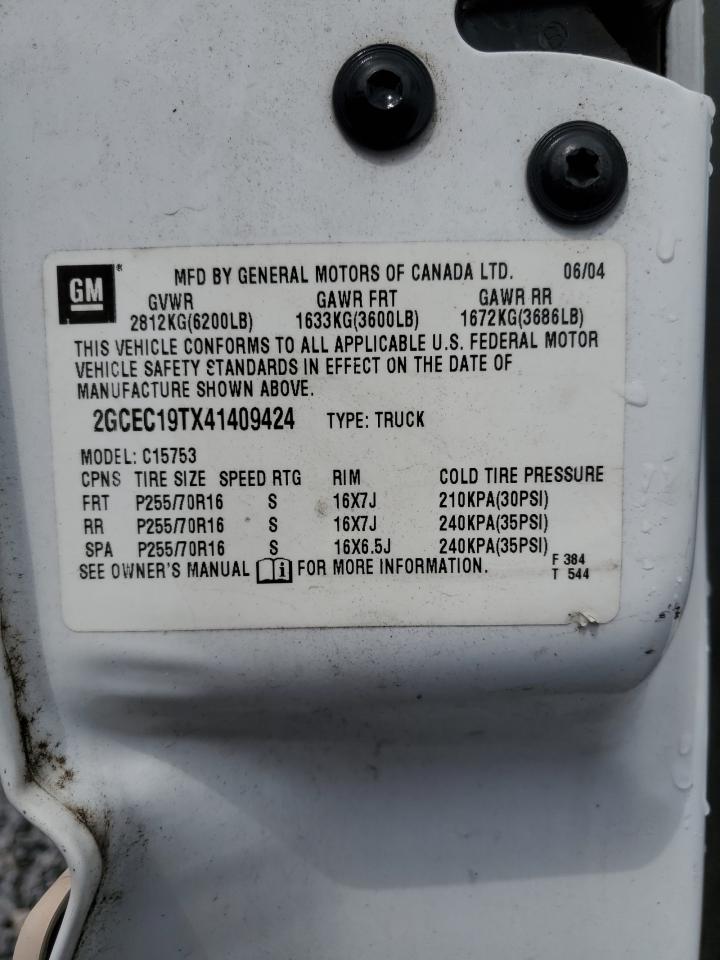 GM ® MFD BY GENERAL MOTORS OF CANADA LTD. 06/04
GVWR GAWR FRT GAWR RR
2812KG(6200LB) 1633KG(3600LB) 1672KG(3686LB)
THIS VEHICLE CONFORMS TO ALL APPLICABLE U.S. FEDERAL MOTOR
VEHICLE SAFETY STANDARDS IN EFFECT ON THE DATE OF
MANUFACTURE SHOWN ABOVE.
2GCEC19TX41409424 TYPE: TRUCK
MODEL: C15753
CPNS TIRE SIZE SPEED RTG RIM COLD TIRE PRESSURE
FRT P255/70R16 S 16X7J 210KPA(30PSI)
RR P255/70R16 S 16X7J 240KPA(35PSI)
SPA P255/70R16 S 16X6.5J 240KPA(35PSI)
SEE OWNER'S MANUAL i FOR MORE INFORMATION. F 384
T 544